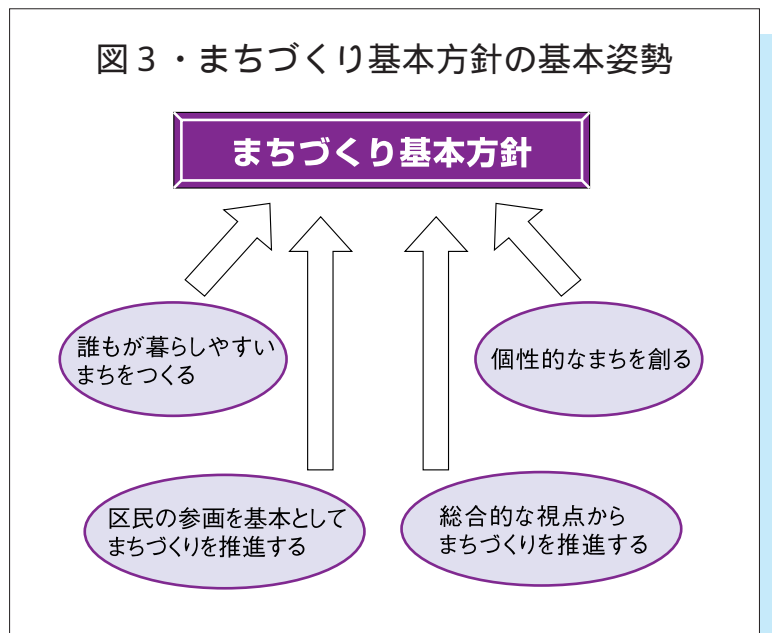 図３・まちづくり基本方針の基本姿勢
まちづくり基本方針
誰もが暮らしやすい
まちをつくる
個性的なまちを創る
区民の参画を基本として
まちづくりを推進する
総合的な視点から
まちづくりを推進する